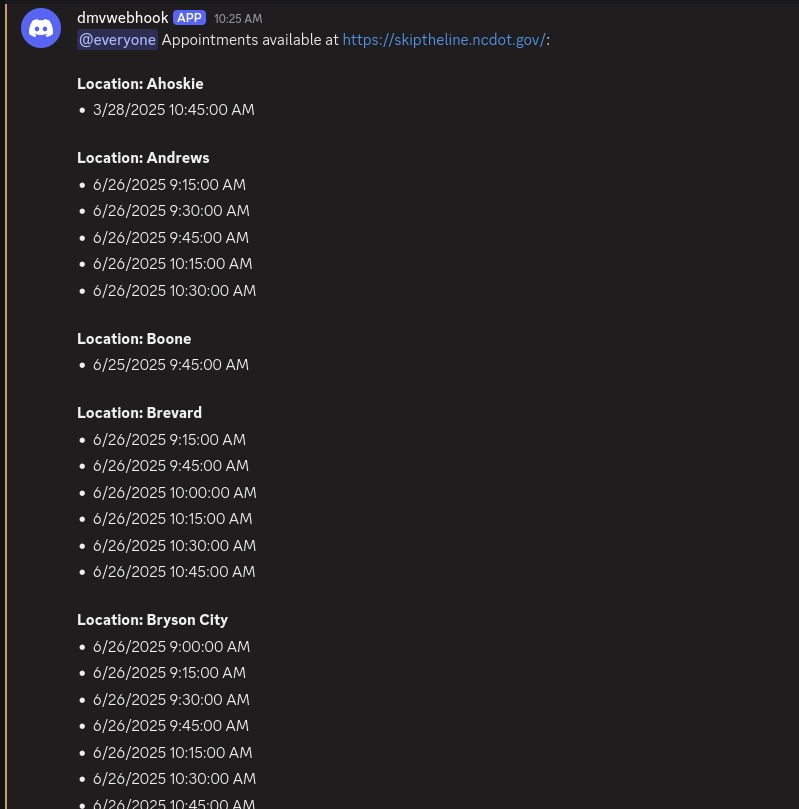 dmvwebhook APP 10:25 AM
@everyone Appointments available at https://skiptheline.ncdot.gov/:
Location: Ahoskie
• 3/28/2025 10:45:00 AM
Location: Andrews
• 6/26/2025 9:15:00 AM
• 6/26/2025 9:30:00 AM
• 6/26/2025 9:45:00 AM
• 6/26/2025 10:15:00 AM
• 6/26/2025 10:30:00 AM
Location: Boone
• 6/25/2025 9:45:00 AM
Location: Brevard
• 6/26/2025 9:15:00 AM
• 6/26/2025 9:45:00 AM
• 6/26/2025 10:00:00 AM
• 6/26/2025 10:15:00 AM
• 6/26/2025 10:30:00 AM
• 6/26/2025 10:45:00 AM
Location: Bryson City
• 6/26/2025 9:00:00 AM
• 6/26/2025 9:15:00 AM
• 6/26/2025 9:30:00 AM
• 6/26/2025 9:45:00 AM
• 6/26/2025 10:15:00 AM
• 6/26/2025 10:30:00 AM
• 6/26/2025 10:45:00 AM